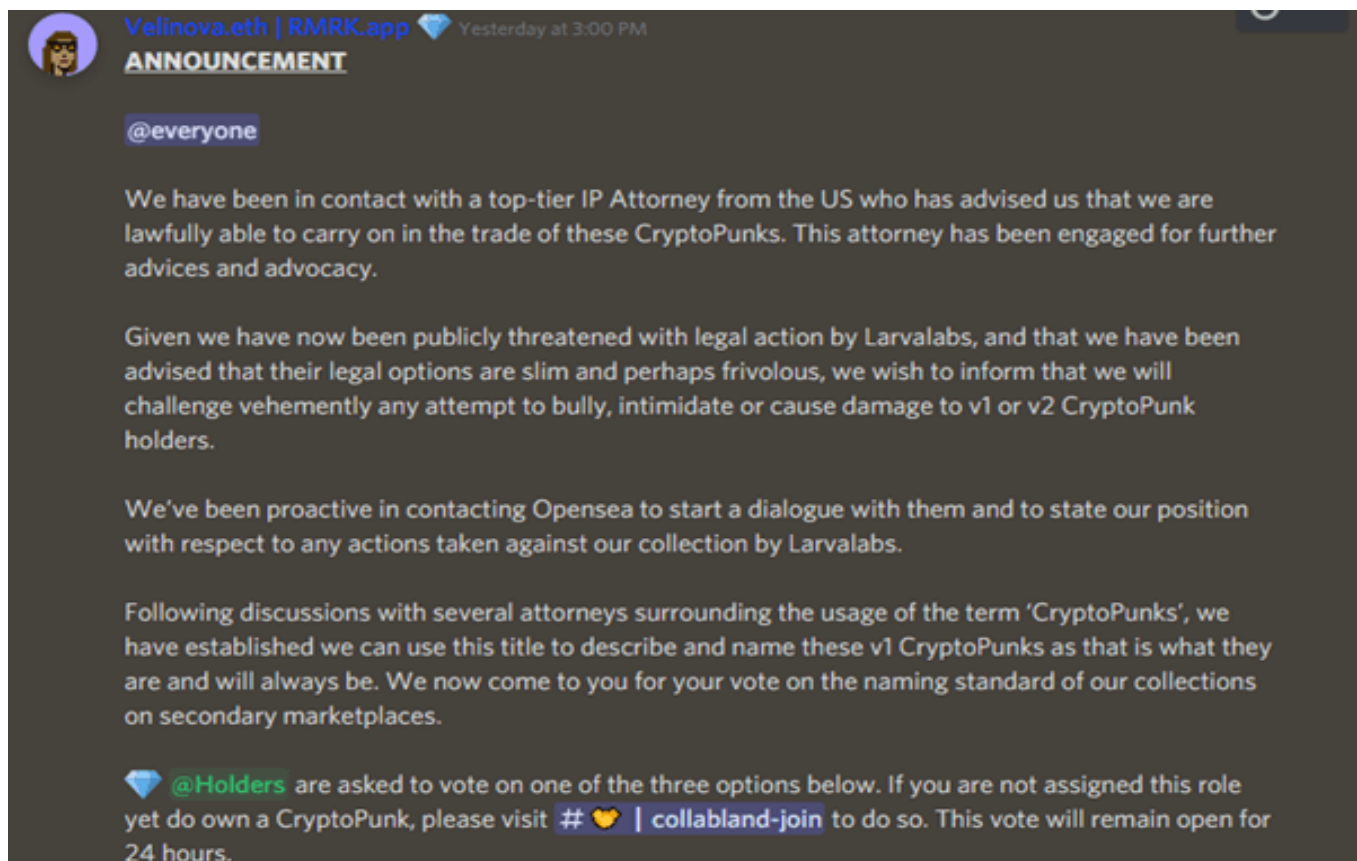 Velinova.eth | RMRK.app 💎 Yesterday at 3:00 PM
ANNOUNCEMENT
@everyone
We have been in contact with a top-tier IP Attorney from the US who has advised us that we are
lawfully able to carry on in the trade of these CryptoPunks. This attorney has been engaged for further
advices and advocacy.
Given we have now been publicly threatened with legal action by Larvalabs, and that we have been
advised that their legal options are slim and perhaps frivolous, we wish to inform that we will
challenge vehemently any attempt to bully, intimidate or cause damage to v1 or v2 CryptoPunk
holders.
We've been proactive in contacting Opensea to start a dialogue with them and to state our position
with respect to any actions taken against our collection by Larvalabs.
Following discussions with several attorneys surrounding the usage of the term ‘CryptoPunks’, we
have established we can use this title to describe and name these v1 CryptoPunks as that is what they
are and will always be. We now come to you for your vote on the naming standard of our collections
on secondary marketplaces.
💎 @Holders are asked to vote on one of the three options below. If you are not assigned this role
yet do own a CryptoPunk, please visit # 🤝 | collabland-join to do so. This vote will remain open for
24 hours.